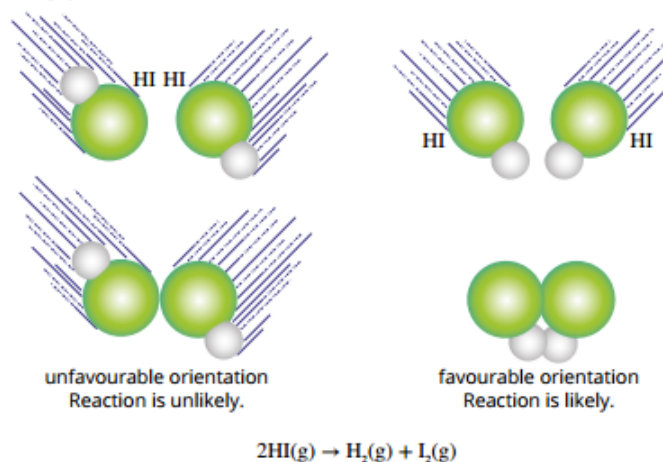 HI HI
HI
HI
unfavourable orientation
Reaction is unlikely.
favourable orientation
Reaction is likely.
2HI(g) → H₂(g) + I₂(g)